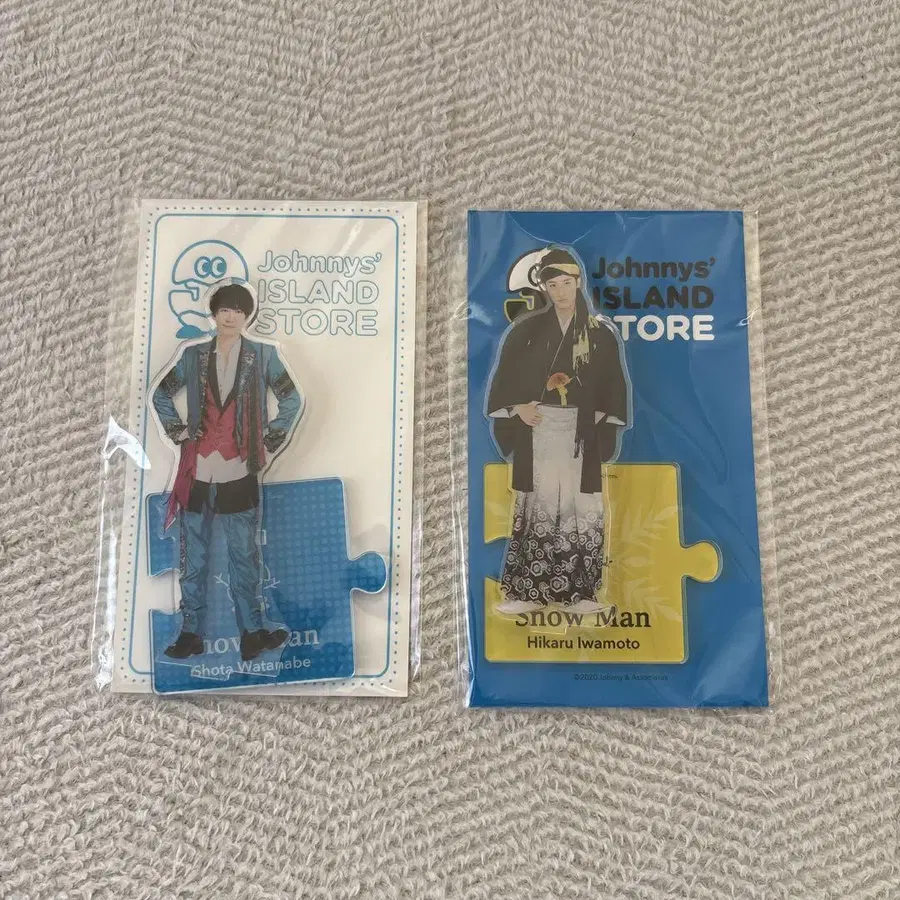 Johnnys'
ISLAND
STORE
Snow Man
Shota Watanabe
Johnnys'
ISLAND
STORE
Snow Man
Hikaru Iwamoto
©2020 Johnny & Associates